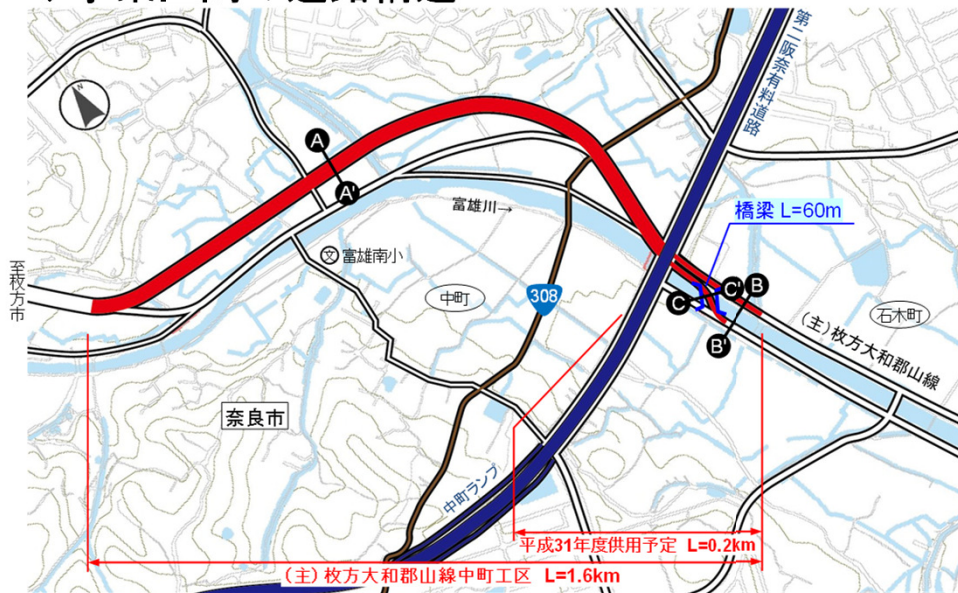 N
第二阪奈有料道路
A
A'
橋梁 L=60m
富雄川→
文 富雄南小
至枚方市
中町
308
C
C'
B
B'
石木町
(主)枚方大和郡山線
奈良市
中町ランプ
平成31年度供用予定 L=0.2km
(主)枚方大和郡山線中町工区 L=1.6km